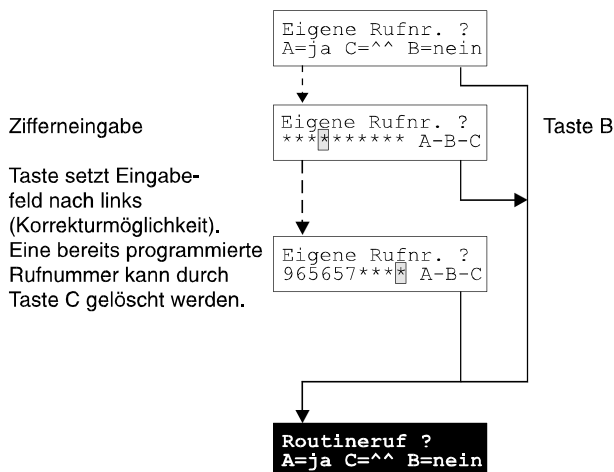 Eigene Rufnr. ?
A=ja C=^^ B=nein
Zifferneingabe
Eigene Rufnr. ?
********** A-B-C
Taste B
Taste setzt Eingabe-
feld nach links
(Korrekturmöglichkeit).
Eine bereits programmierte
Rufnummer kann durch
Taste C gelöscht werden.
Eigene Rufnr. ?
965657**** A-B-C
Routineruf ?
A=ja C=^^ B=nein